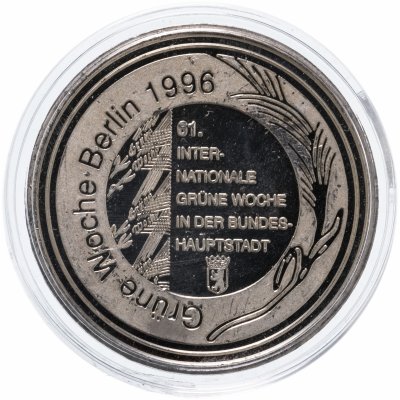 Grüne Woche·Berlin 1996
61.
INTER-
NATIONALE
GRÜNE WOCHE
IN DER BUNDES-
HAUPTSTADT